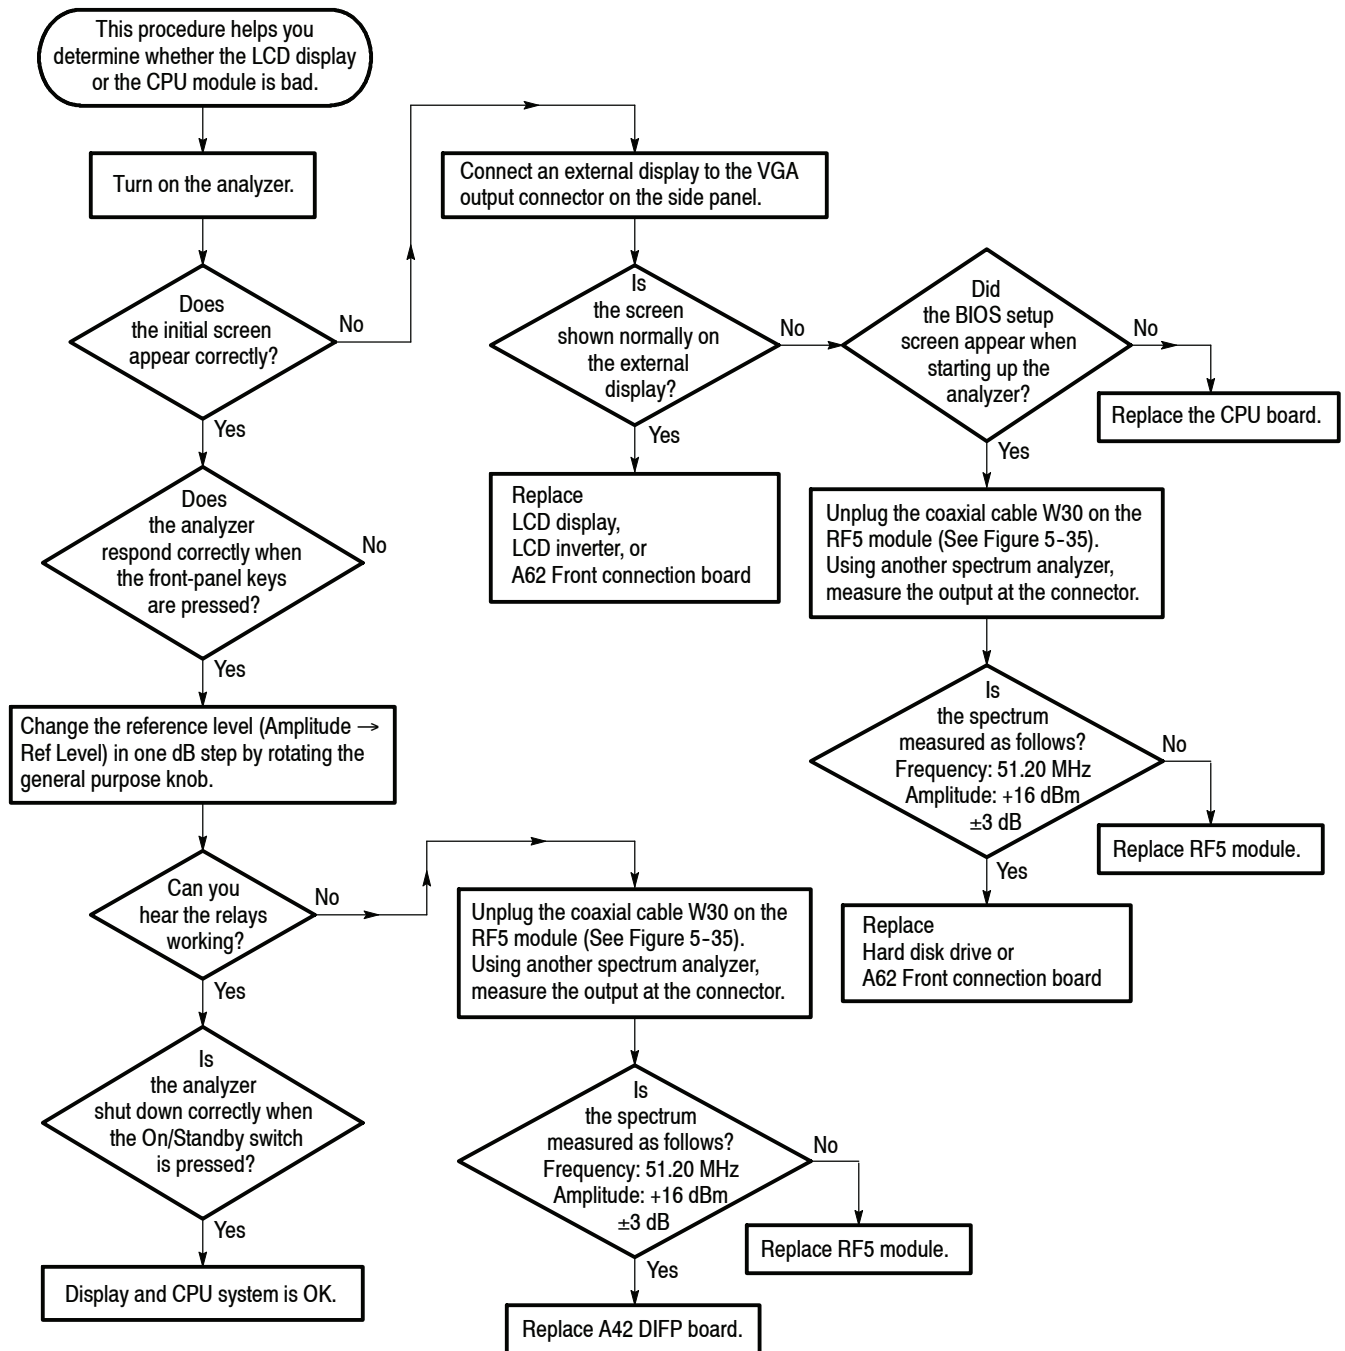 This procedure helps you
determine whether the LCD display
or the CPU module is bad.
Turn on the analyzer.
Does
the initial screen
appear correctly?
No
Yes
Does
the analyzer
respond correctly when
the front-panel keys
are pressed?
No
Yes
Change the reference level (Amplitude →
Ref Level) in one dB step by rotating the
general purpose knob.
Can you
hear the relays
working?
No
Yes
Is
the analyzer
shut down correctly when
the On/Standby switch
is pressed?
Yes
Display and CPU system is OK.
Connect an external display to the VGA
output connector on the side panel.
Is
the screen
shown normally on
the external
display?
No
Yes
Replace
LCD display,
LCD inverter, or
A62 Front connection board
Did
the BIOS setup
screen appear when
starting up the
analyzer?
No
Replace the CPU board.
Yes
Unplug the coaxial cable W30 on the
RF5 module (See Figure 5-35).
Using another spectrum analyzer,
measure the output at the connector.
Is
the spectrum
measured as follows?
Frequency: 51.20 MHz
Amplitude: +16 dBm
±3 dB
No
Replace RF5 module.
Yes
Replace
Hard disk drive or
A62 Front connection board
Unplug the coaxial cable W30 on the
RF5 module (See Figure 5-35).
Using another spectrum analyzer,
measure the output at the connector.
Is
the spectrum
measured as follows?
Frequency: 51.20 MHz
Amplitude: +16 dBm
±3 dB
No
Replace RF5 module.
Yes
Replace A42 DIFP board.